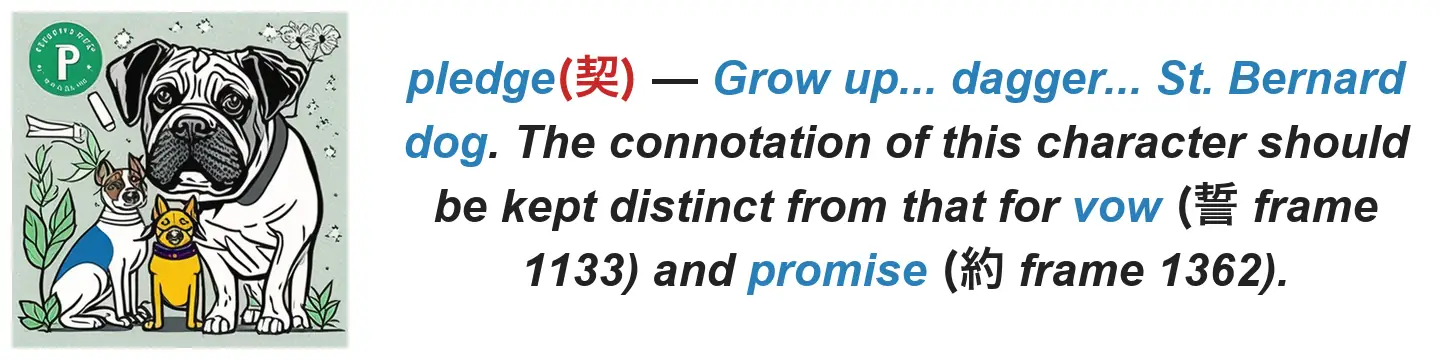 P
pledge(契) — Grow up... dagger... St. Bernard
dog. The connotation of this character should
be kept distinct from that for vow (誓 frame
1133) and promise (約 frame 1362).